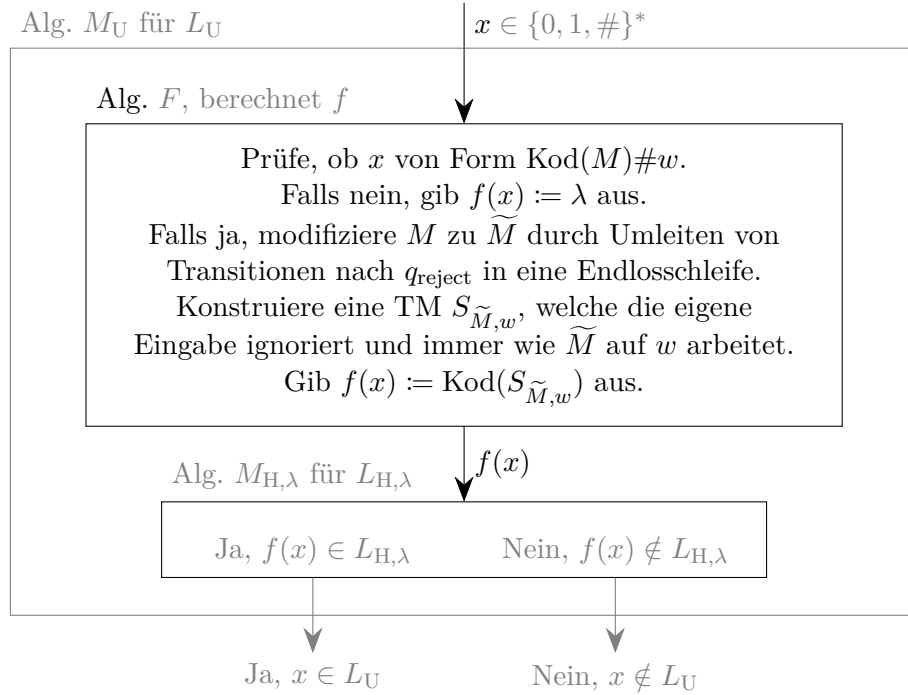 Alg. M_U für L_U
x ∈ {0, 1, #}*
Alg. F, berechnet f
Prüfe, ob x von Form Kod(M)#w.
Falls nein, gib f(x) := λ aus.
Falls ja, modifiziere M zu M̃ durch Umleiten von
Transitionen nach q_reject in eine Endlosschleife.
Konstruiere eine TM S_{M̃,w}, welche die eigene
Eingabe ignoriert und immer wie M̃ auf w arbeitet.
Gib f(x) := Kod(S_{M̃,w}) aus.
f(x)
Alg. M_{H,λ} für L_{H,λ}
Ja, f(x) ∈ L_{H,λ}
Nein, f(x) ∉ L_{H,λ}
Ja, x ∈ L_U
Nein, x ∉ L_U